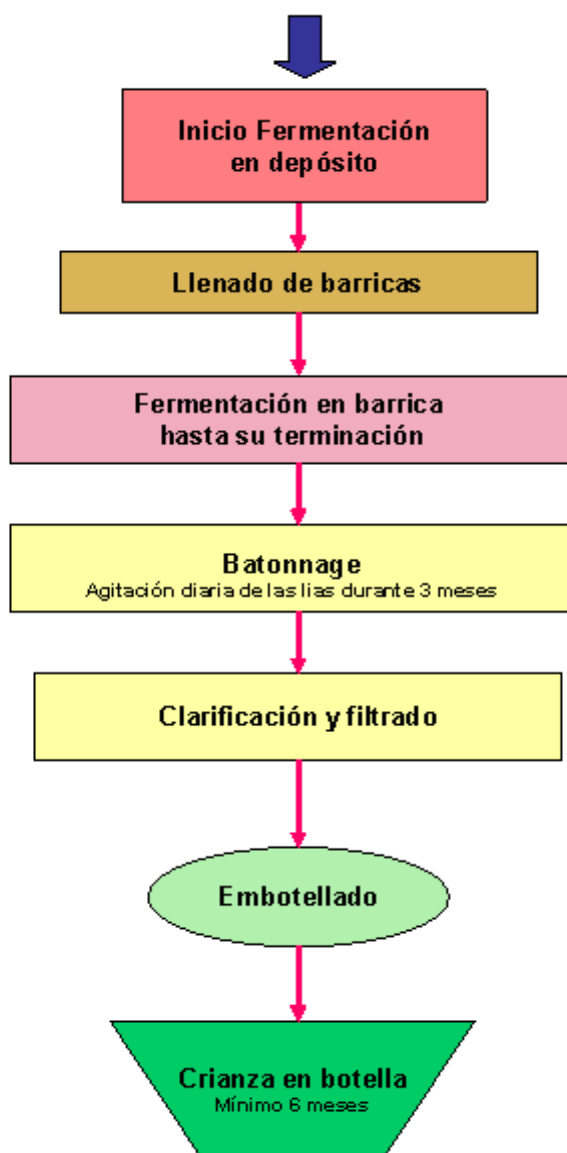 Inicio Fermentación
en depósito
Llenado de barricas
Fermentación en barrica
hasta su terminación
Batonnage
Agitación diaria de las lias durante 3 meses
Clarificación y filtrado
Embotellado
Crianza en botella
Mínimo 6 meses